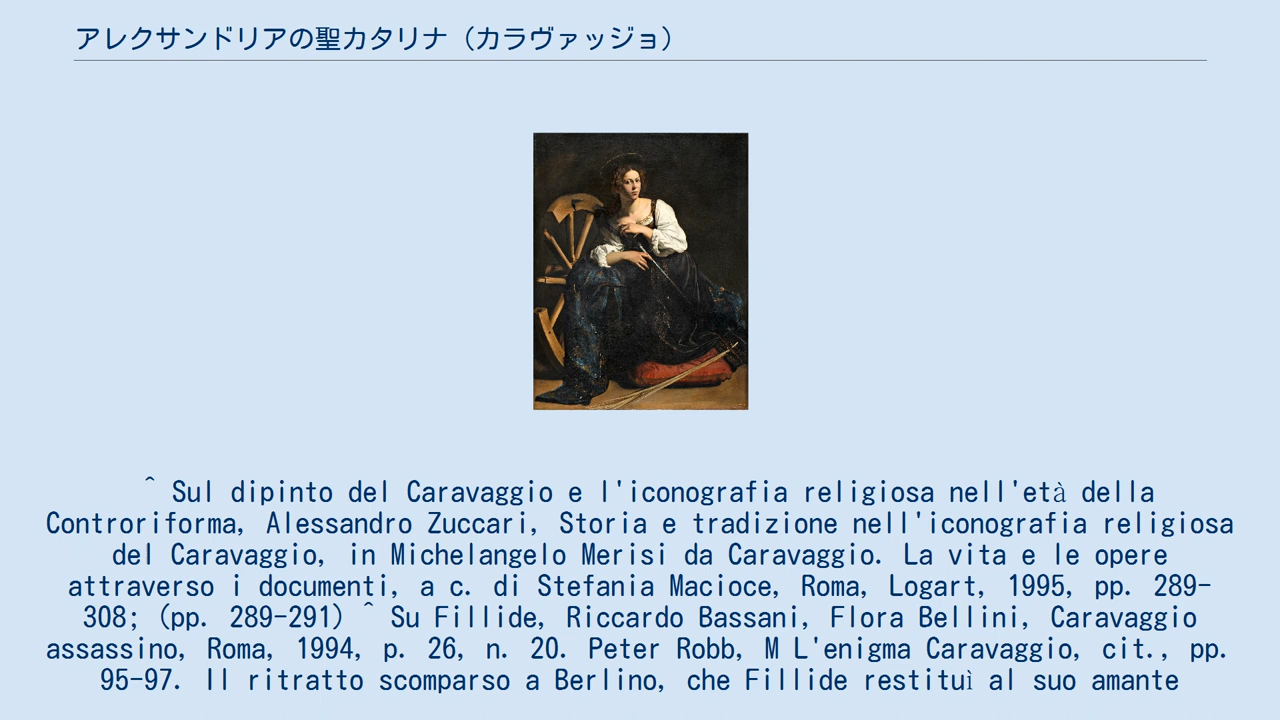 アレクサンドリアの聖カタリナ（カラヴァッジョ）
^ Sul dipinto del Caravaggio e l'iconografia religiosa nell'età della
Controriforma, Alessandro Zuccari, Storia e tradizione nell'iconografia religiosa
del Caravaggio, in Michelangelo Merisi da Caravaggio. La vita e le opere
attraverso i documenti, a c. di Stefania Macioce, Roma, Logart, 1995, pp. 289-
308; (pp. 289-291) ^ Su Fillide, Riccardo Bassani, Flora Bellini, Caravaggio
assassino, Roma, 1994, p. 26, n. 20. Peter Robb, M L'enigma Caravaggio, cit., pp.
95-97. Il ritratto scomparso a Berlino, che Fillide restituì al suo amante